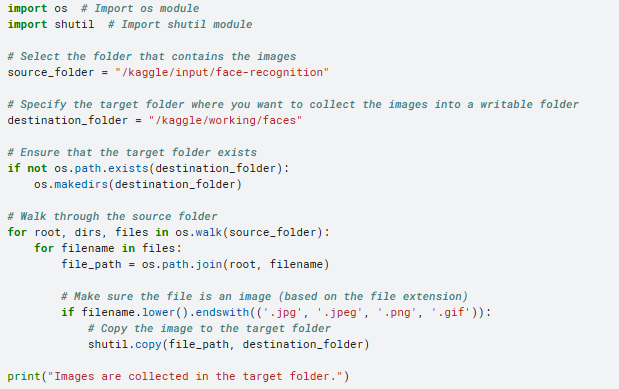 import os  # Import os module
import shutil  # Import shutil module

# Select the folder that contains the images
source_folder = "/kaggle/input/face-recognition"

# Specify the target folder where you want to collect the images into a writable folder
destination_folder = "/kaggle/working/faces"

# Ensure that the target folder exists
if not os.path.exists(destination_folder):
    os.makedirs(destination_folder)

# Walk through the source folder
for root, dirs, files in os.walk(source_folder):
    for filename in files:
        file_path = os.path.join(root, filename)

        # Make sure the file is an image (based on the file extension)
        if filename.lower().endswith(('.jpg', '.jpeg', '.png', '.gif')):
            # Copy the image to the target folder
            shutil.copy(file_path, destination_folder)

print("Images are collected in the target folder.")